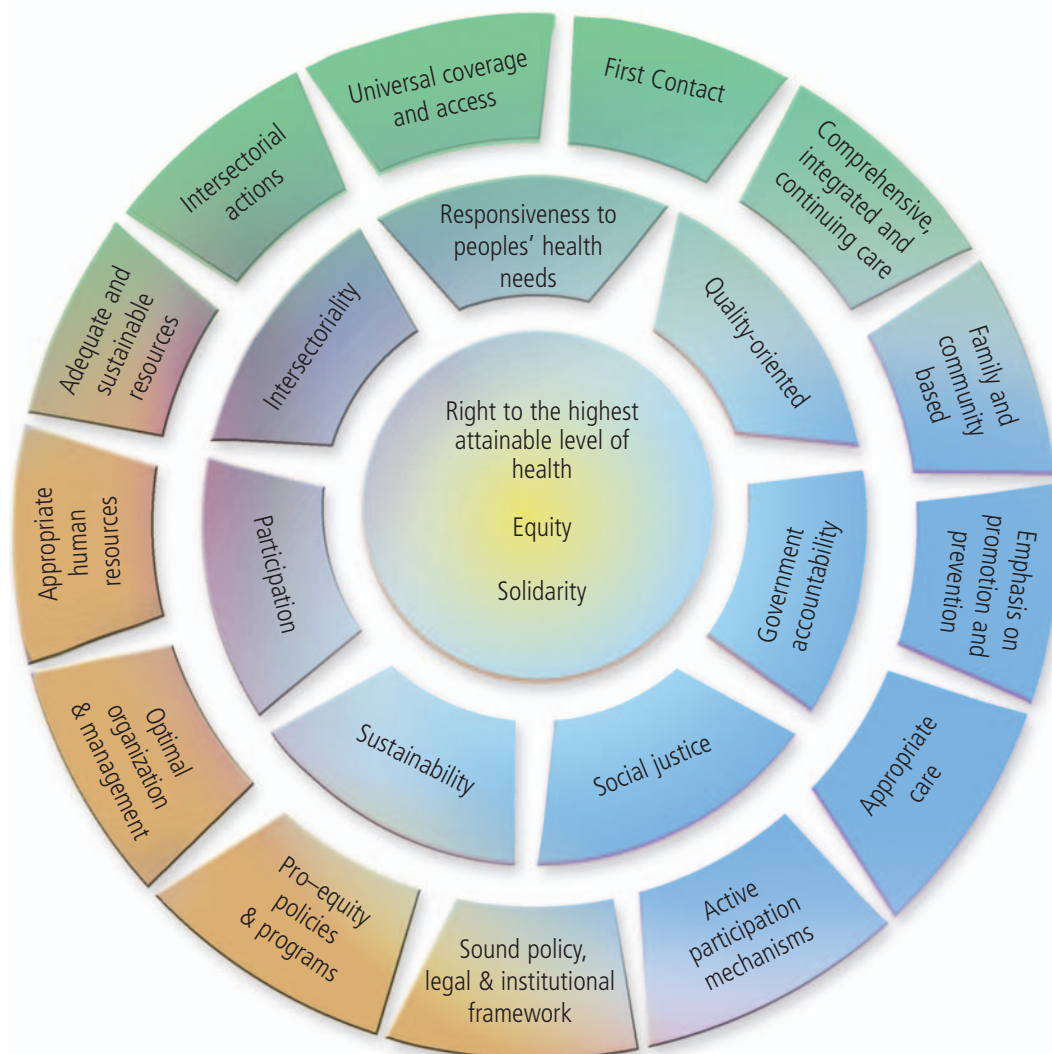 Universal coverage
and access
First Contact
Comprehensive,
integrated and
continuing care
Family and
community
based
Emphasis on
promotion and
prevention
Appropriate
care
Active
participation
mechanisms
Sound policy,
legal & institutional
framework
Pro–equity
policies
& programs
Optimal
organization
& management
Appropriate
human
resources
Adequate and
sustainable
resources
Intersectorial
actions
Responsiveness to
peoples’ health
needs
Quality-oriented
Government
accountability
Social justice
Sustainability
Participation
Intersectoriality
Right to the highest
attainable level of
health
Equity
Solidarity